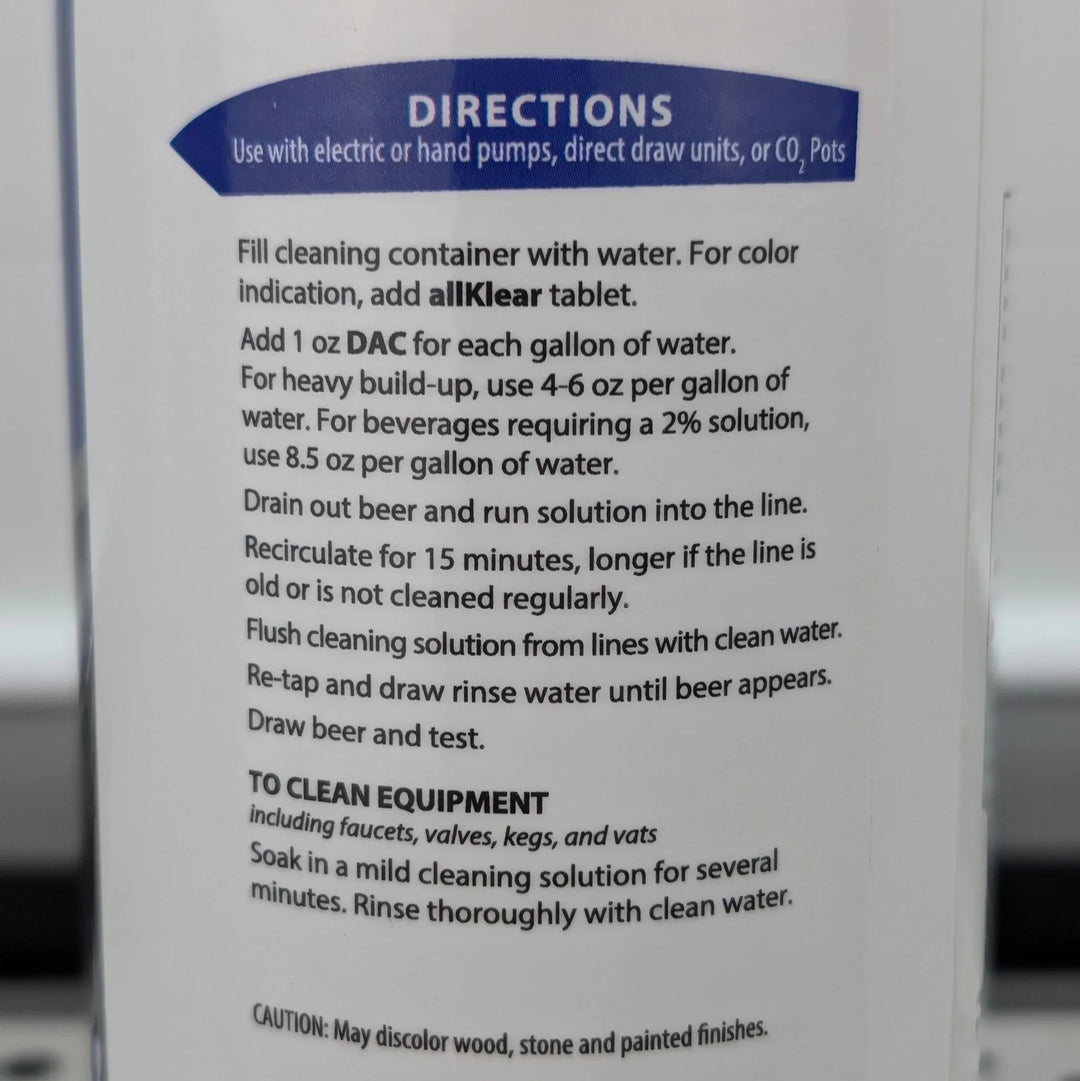 DIRECTIONS
Use with electric or hand pumps, direct draw units, or CO₂ Pots
Fill cleaning container with water. For color
indication, add allKlear tablet.
Add 1 oz DAC for each gallon of water.
For heavy build-up, use 4-6 oz per gallon of
water. For beverages requiring a 2% solution,
use 8.5 oz per gallon of water.
Drain out beer and run solution into the line.
Recirculate for 15 minutes, longer if the line is
old or is not cleaned regularly.
Flush cleaning solution from lines with clean water.
Re-tap and draw rinse water until beer appears.
Draw beer and test.
TO CLEAN EQUIPMENT
including faucets, valves, kegs, and vats
Soak in a mild cleaning solution for several
minutes. Rinse thoroughly with clean water.
CAUTION: May discolor wood, stone and painted finishes.